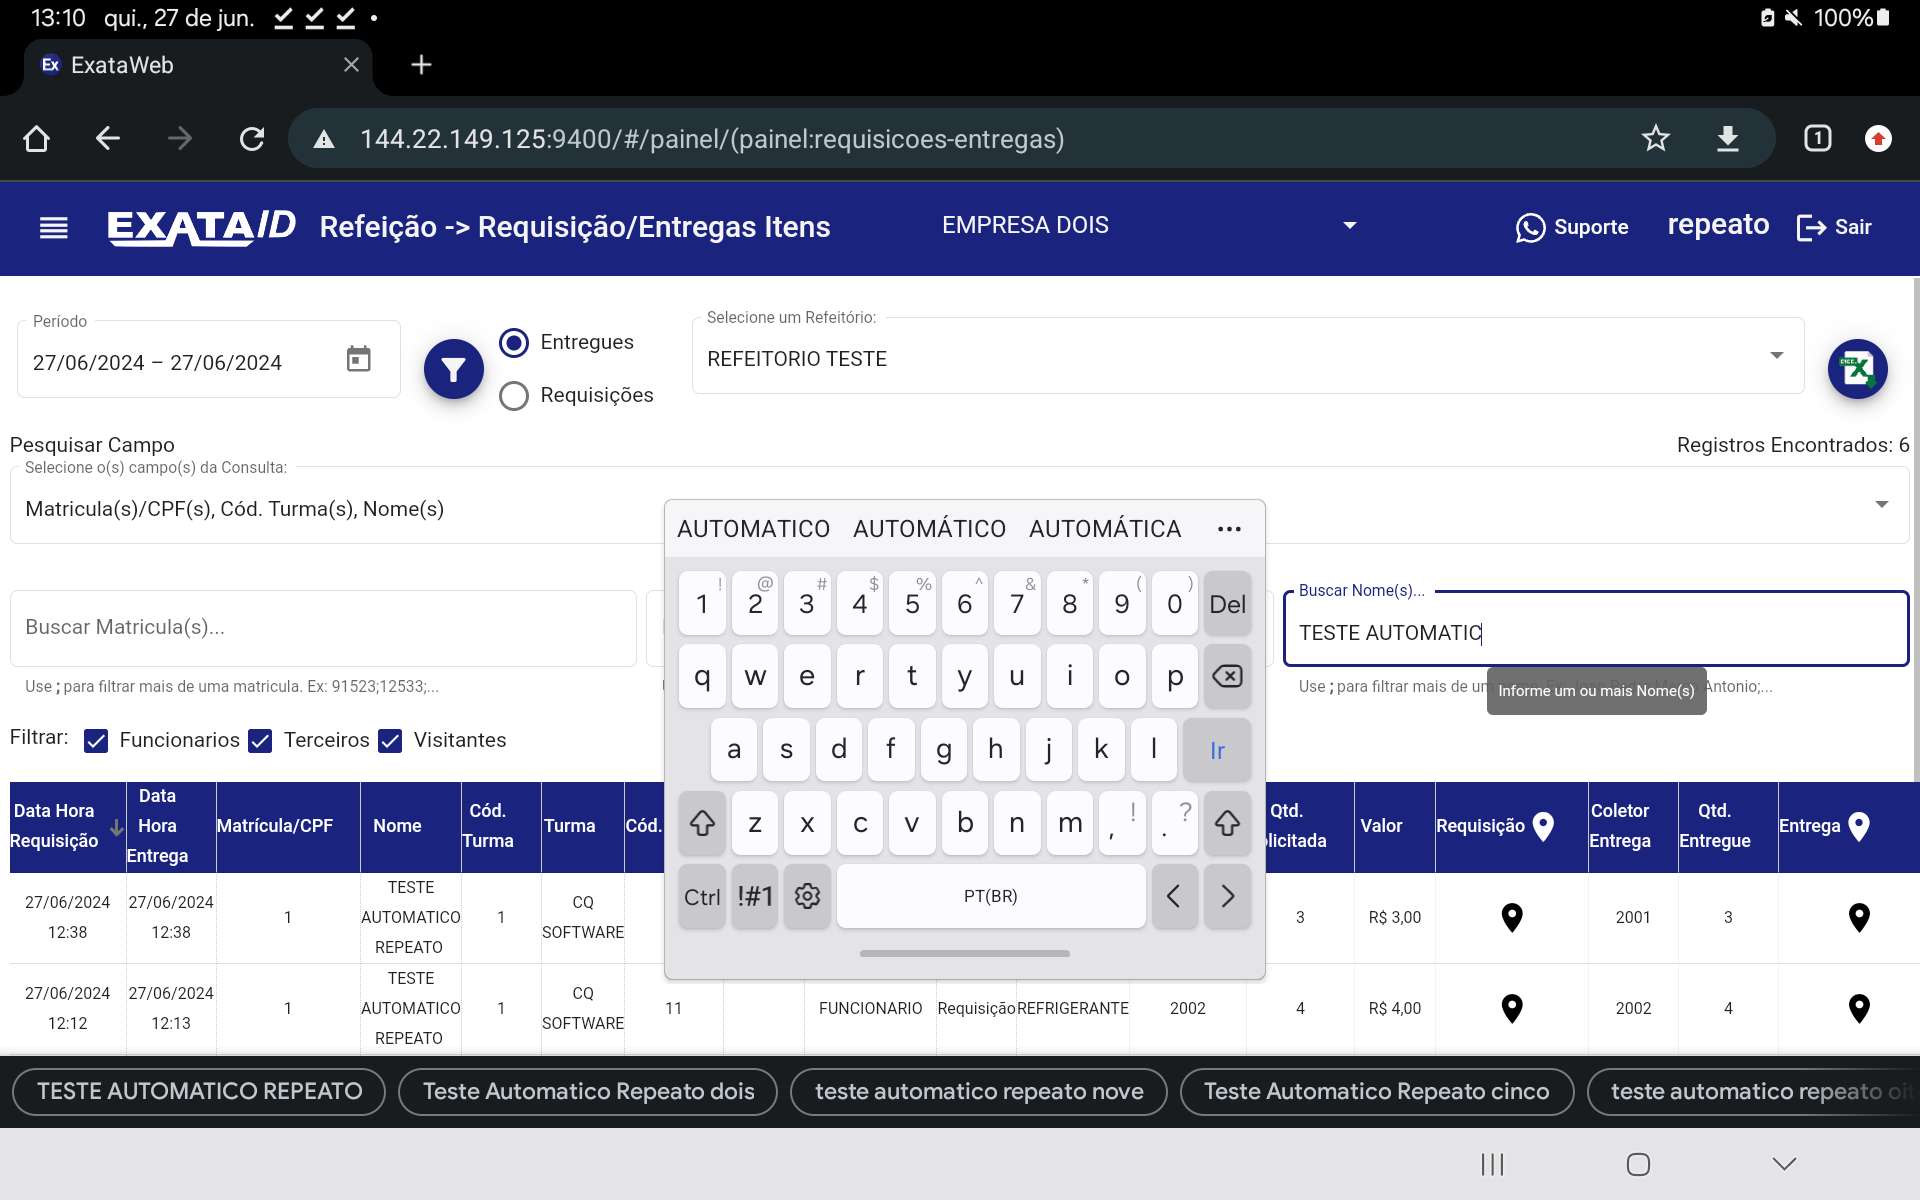 13:10 qui., 27 de jun.
100%
Ex ExataWeb
144.22.149.125:9400/#/painel/(painel:requisicoes-entregas)
1
EXATA/ID Refeição -> Requisição/Entregas Itens EMPRESA DOIS Suporte repeato Sair
Período
27/06/2024 – 27/06/2024
Entregues
Requisições
Selecione um Refeitório:
REFEITORIO TESTE
Pesquisar Campo
Registros Encontrados: 6
Selecione o(s) campo(s) da Consulta:
Matricula(s)/CPF(s), Cód. Turma(s), Nome(s)
AUTOMATICO AUTOMÁTICO AUTOMÁTICA ...
! @ # $ % ^ & * ( )
1 2 3 4 5 6 7 8 9 0 Del
q w e r t y u i o p
a s d f g h j k l Ir
z x c v b n m , ! . ?
Ctrl !#1 PT(BR) < >
Buscar Matricula(s)...
Use ; para filtrar mais de uma matricula. Ex: 91523;12533;...
Buscar Nome(s)...
TESTE AUTOMATIC
Use ; para filtrar mais de um
Antonio;...
Informe um ou mais Nome(s)
Filtrar: Funcionarios Terceiros Visitantes
Data Hora Requisição Data Hora Entrega Matrícula/CPF Nome Cód. Turma Turma Cód. Qtd. licitada Valor Requisição Coletor Entrega Qtd. Entregue Entrega
27/06/2024 12:38 27/06/2024 12:38 1 TESTE AUTOMATICO REPEATO 1 CQ SOFTWARE 3 R$ 3,00 2001 3
27/06/2024 12:12 27/06/2024 12:13 1 TESTE AUTOMATICO REPEATO 1 CQ SOFTWARE 11 FUNCIONARIO Requisição REFRIGERANTE 2002 4 R$ 4,00 2002 4
TESTE AUTOMATICO REPEATO Teste Automatico Repeato dois teste automatico repeato nove Teste Automatico Repeato cinco teste automatico repeato